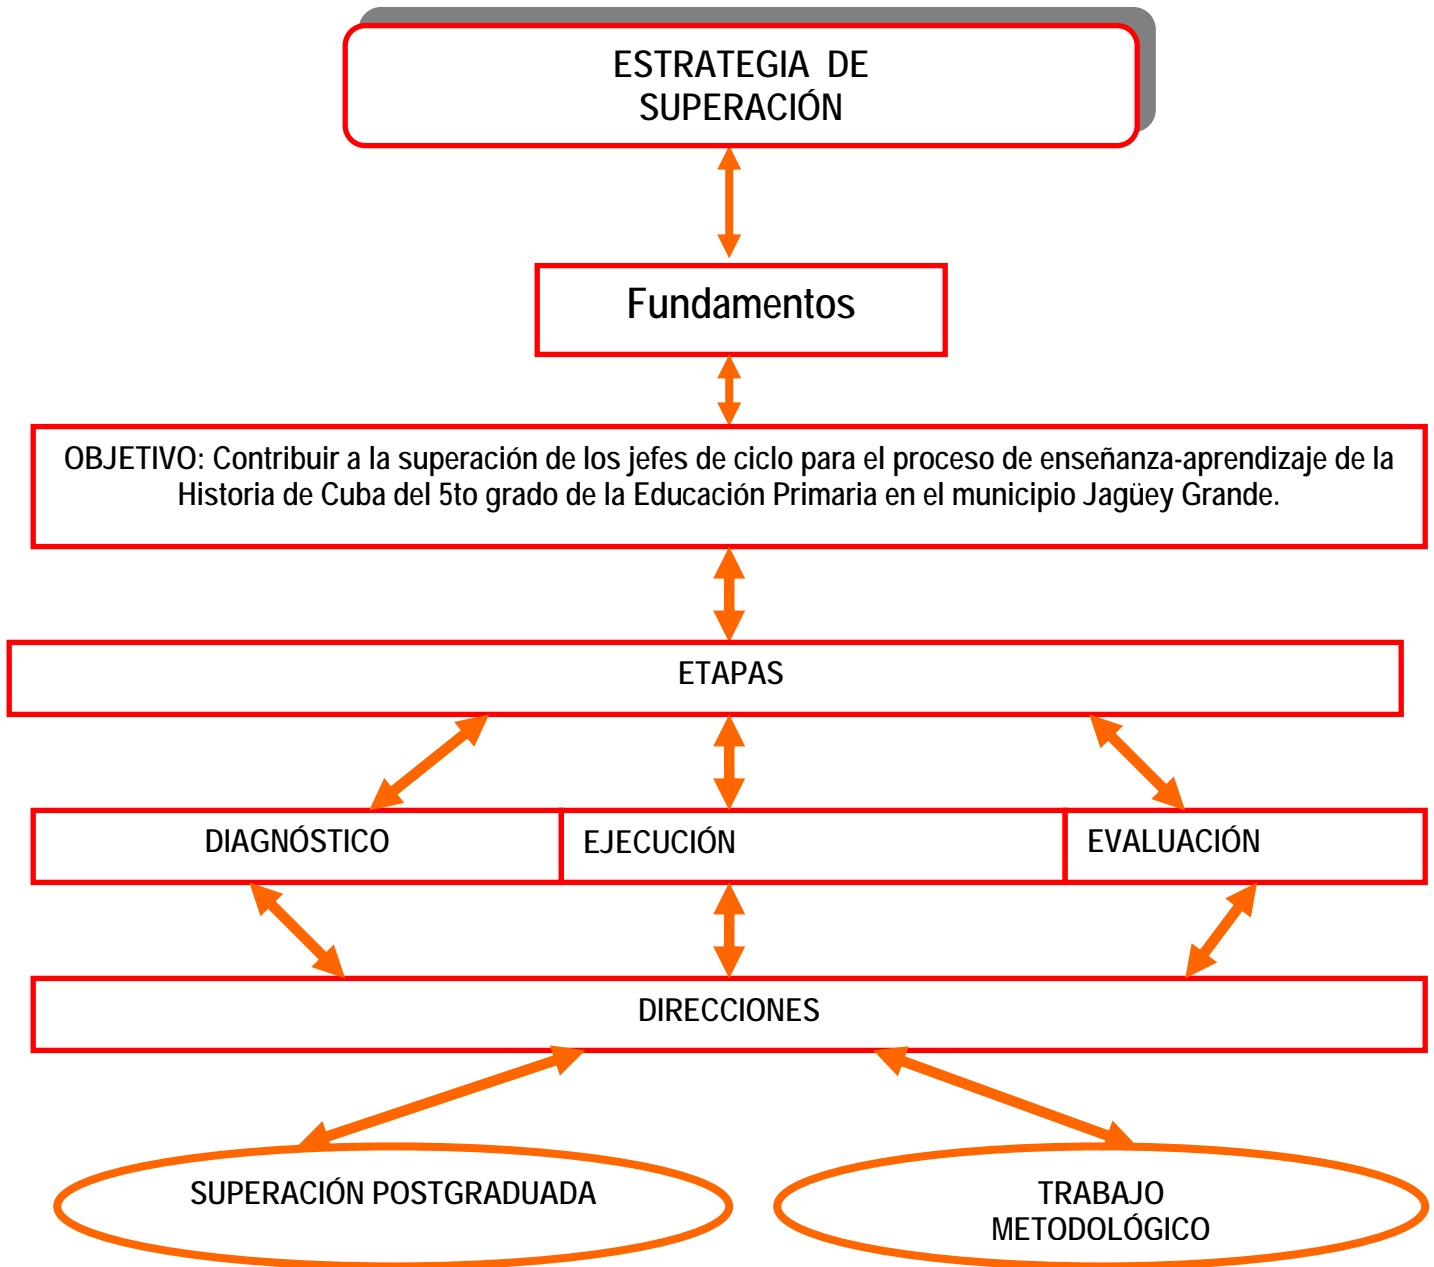 ESTRATEGIA DE
SUPERACIÓN
Fundamentos
OBJETIVO: Contribuir a la superación de los jefes de ciclo para el proceso de enseñanza-aprendizaje de la
Historia de Cuba del 5to grado de la Educación Primaria en el municipio Jagüey Grande.
ETAPAS
DIAGNÓSTICO
EJECUCIÓN
EVALUACIÓN
DIRECCIONES
SUPERACIÓN POSTGRADUADA
TRABAJO
METODOLÓGICO